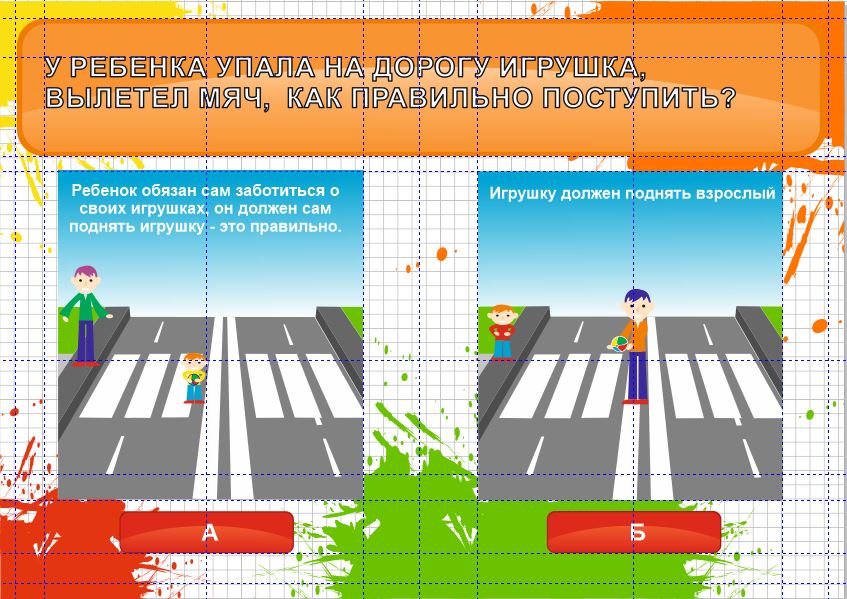 У РЕБЕНКА УПАЛА НА ДОРОГУ ИГРУШКА,
ВЫЛЕТЕЛ МЯЧ, КАК ПРАВИЛЬНО ПОСТУПИТЬ?
Ребенок обязан сам заботиться о
своих игрушках, он должен сам
поднять игрушку - это правильно.
Игрушку должен поднять взрослый
А
Б